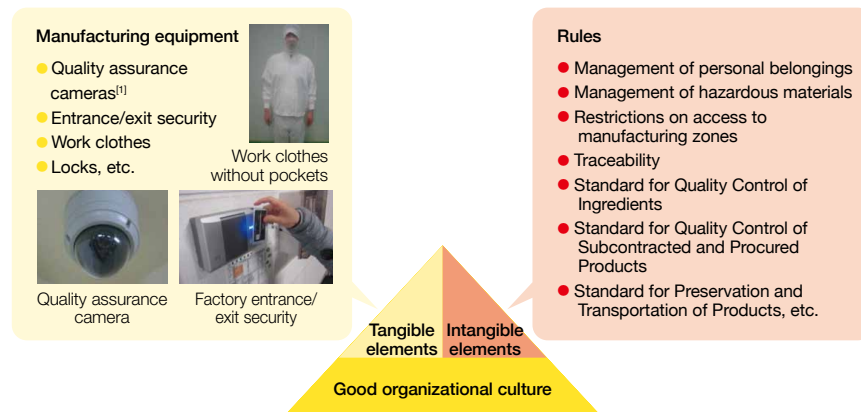 Manufacturing equipment
Quality assurance
cameras[1]
Entrance/exit security
Work clothes
Locks, etc.
Work clothes
without pockets
Quality assurance
camera
Factory entrance/
exit security
Rules
Management of personal belongings
Management of hazardous materials
Restrictions on access to
manufacturing zones
Traceability
Standard for Quality Control of
Ingredients
Standard for Quality Control of
Subcontracted and Procured
Products
Standard for Preservation and
Transportation of Products, etc.
Tangible
elements
Intangible
elements
Good organizational culture